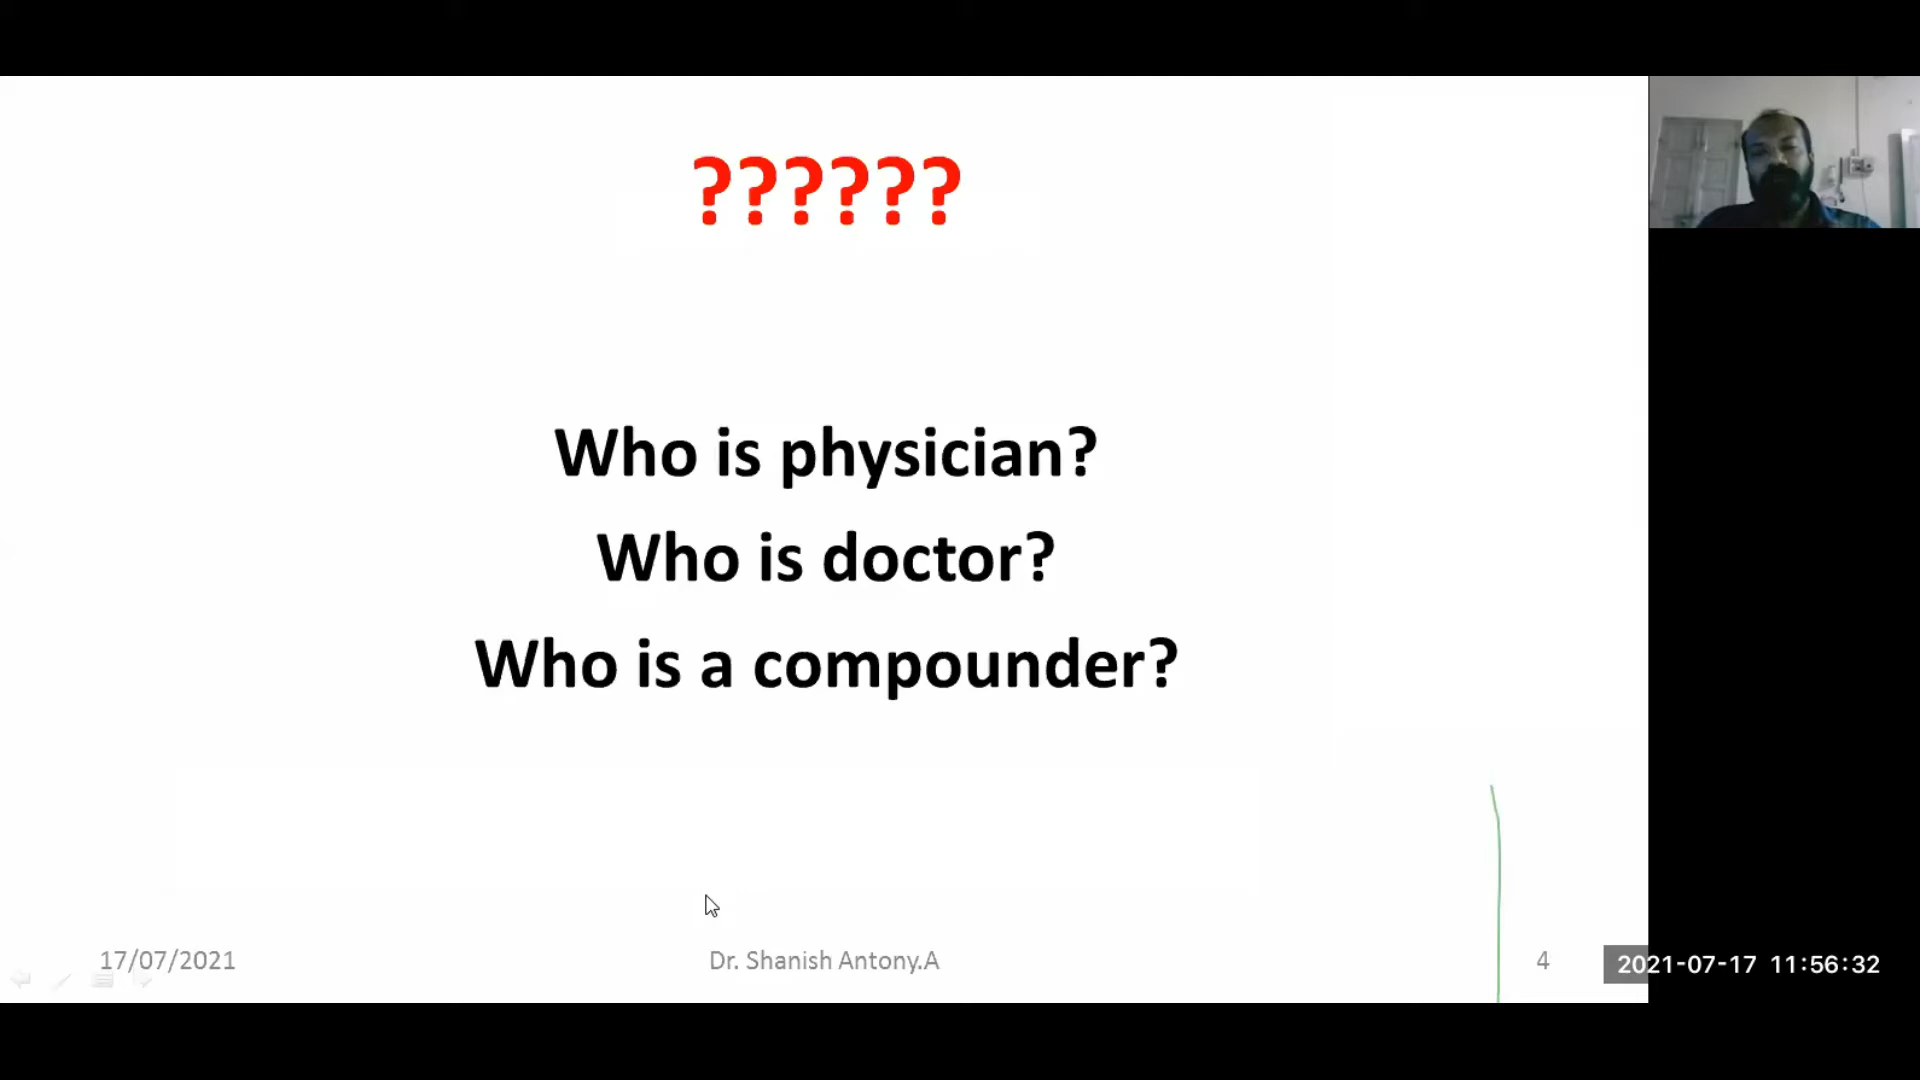 ??????
Who is physician?
Who is doctor?
Who is a compounder?
17/07/2021
Dr. Shanish Antony.A
4
2021-07-17 11:56:32